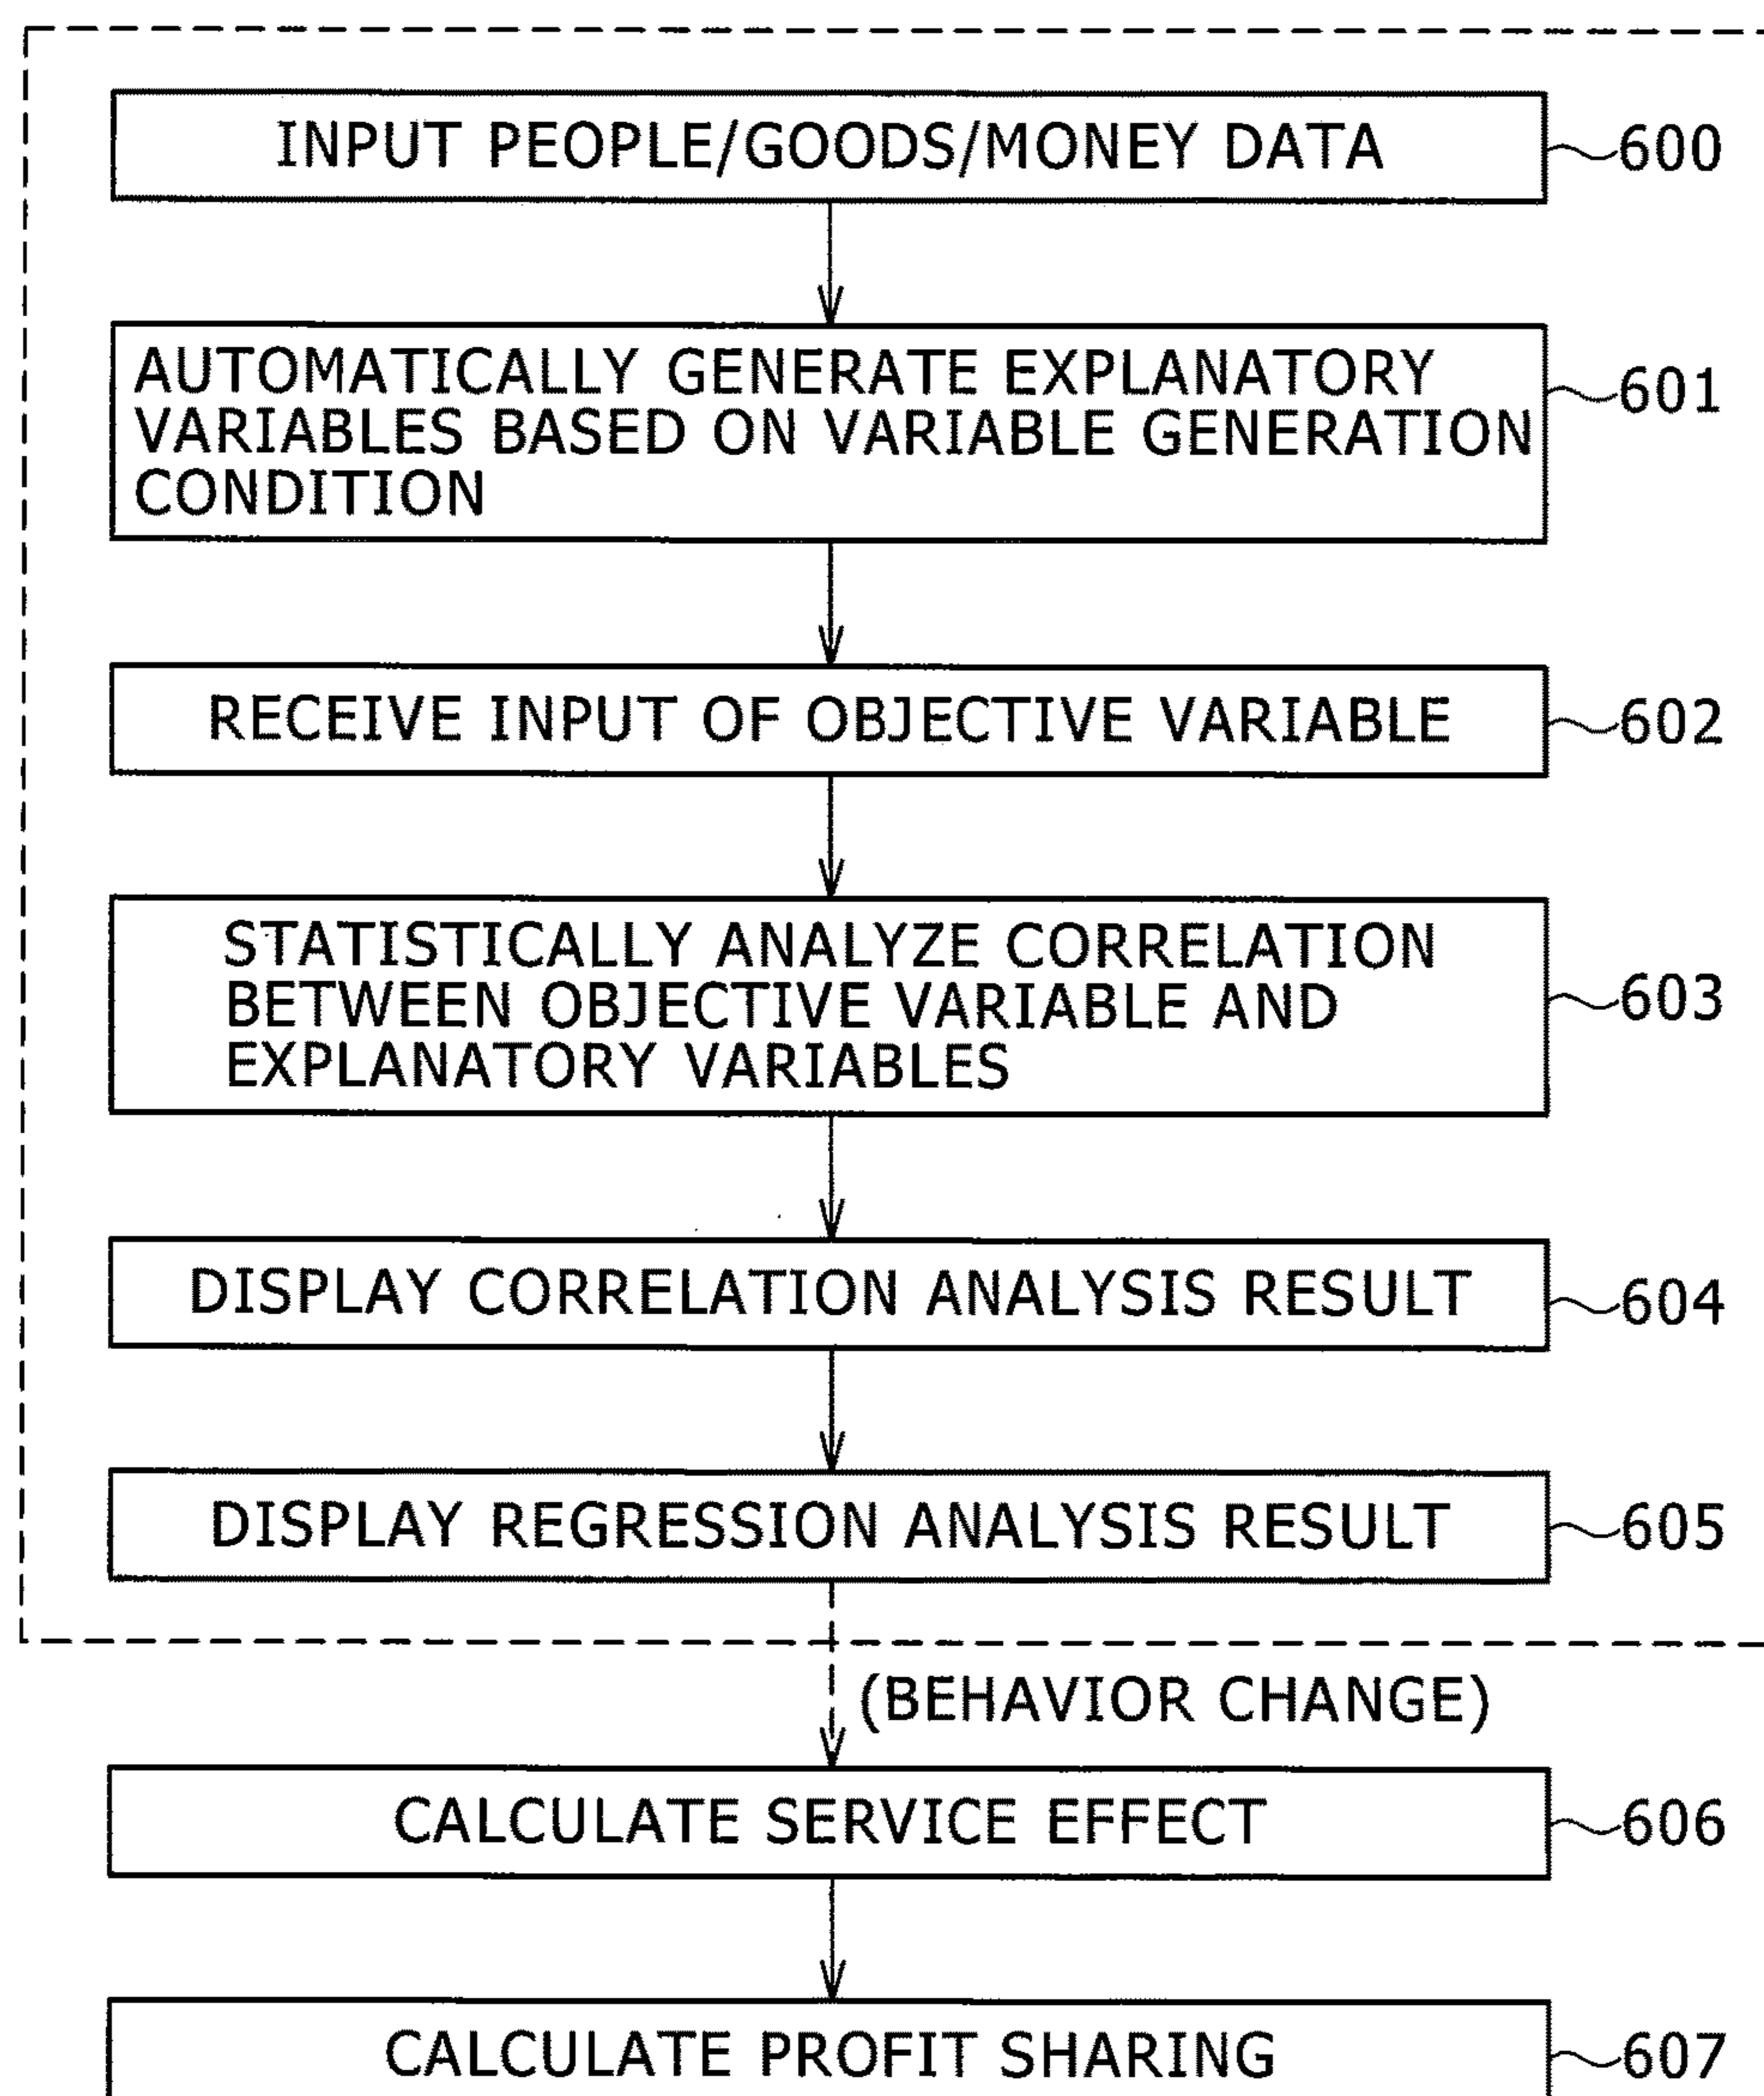 INPUT PEOPLE/GOODS/MONEY DATA
600
AUTOMATICALLY GENERATE EXPLANATORY
VARIABLES BASED ON VARIABLE GENERATION
CONDITION
601
RECEIVE INPUT OF OBJECTIVE VARIABLE
602
STATISTICALLY ANALYZE CORRELATION
BETWEEN OBJECTIVE VARIABLE AND
EXPLANATORY VARIABLES
603
DISPLAY CORRELATION ANALYSIS RESULT
604
DISPLAY REGRESSION ANALYSIS RESULT
605
(BEHAVIOR CHANGE)
CALCULATE SERVICE EFFECT
606
CALCULATE PROFIT SHARING
607